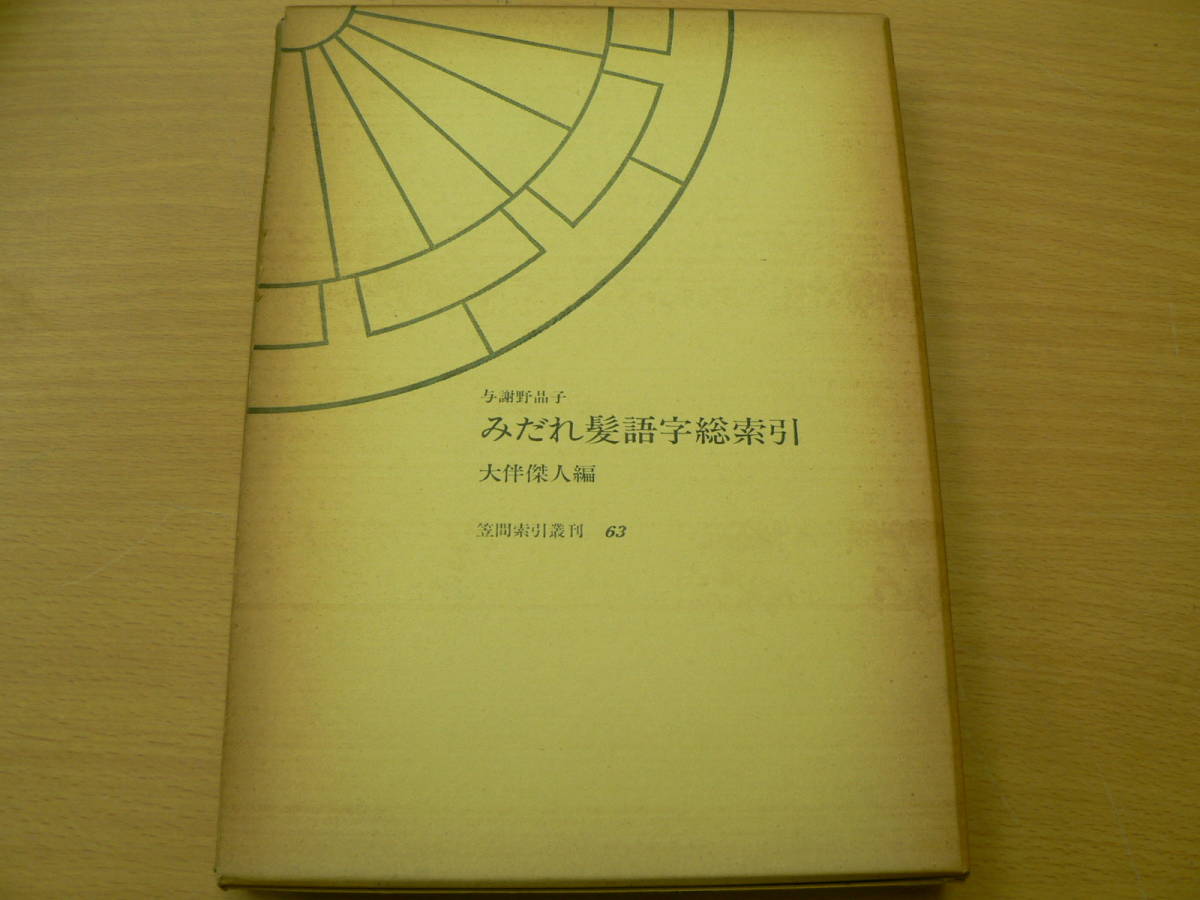 与謝野晶子
みだれ髪語字総索引
大伴傑人編
笠間索引叢刊 63